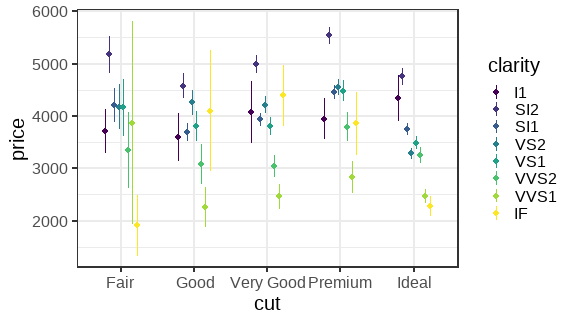 6000
5000
4000
3000
2000
price
Fair Good Very Good Premium Ideal
cut
clarity
I1
SI2
SI1
VS2
VS1
VVS2
VVS1
IF